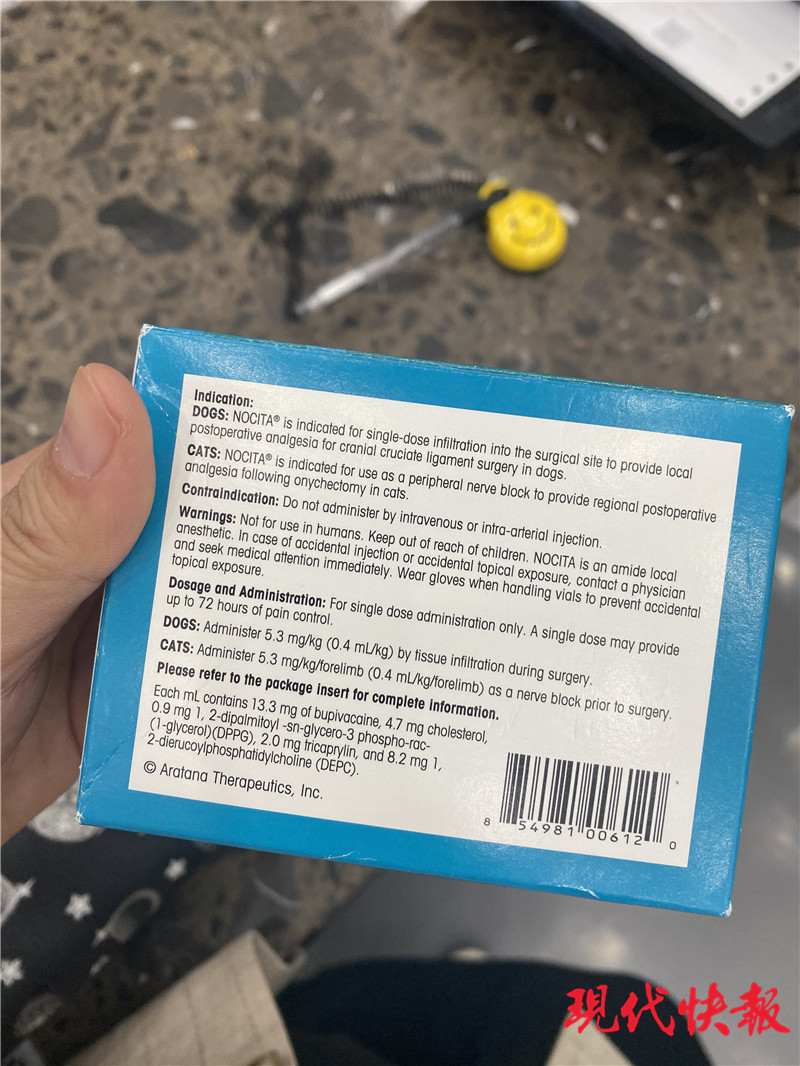 Indication:
DOGS: NOCITA® is indicated for single-dose infiltration into the surgical site to provide local
postoperative analgesia for cranial cruciate ligament surgery in dogs.
CATS: NOCITA® is indicated for use as a peripheral nerve block to provide regional postoperative
analgesia following onychectomy in cats.
Contraindication: Do not administer by intravenous or intra-arterial injection.
Warnings: Not for use in humans. Keep out of reach of children. NOCITA is an amide local
anesthetic. In case of accidental injection or accidental topical exposure, contact a physician
and seek medical attention immediately. Wear gloves when handling vials to prevent accidental
topical exposure.
Dosage and Administration: For single dose administration only. A single dose may provide
up to 72 hours of pain control.
DOGS: Administer 5.3 mg/kg (0.4 mL/kg) by tissue infiltration during surgery.
CATS: Administer 5.3 mg/kg/forelimb (0.4 mL/kg/forelimb) as a nerve block prior to surgery.
Please refer to the package insert for complete information.
Each mL contains 13.3 mg of bupivacaine, 4.7 mg cholesterol,
0.9 mg 1, 2-dipalmitoyl -sn-glycero-3 phospho-rac-
(1-glycerol)(DPPG), 2.0 mg tricaprylin, and 8.2 mg 1,
2-dierucoylphosphatidylcholine (DEPC).
© Aratana Therapeutics, Inc.
8 54981 00612 0
現代快報